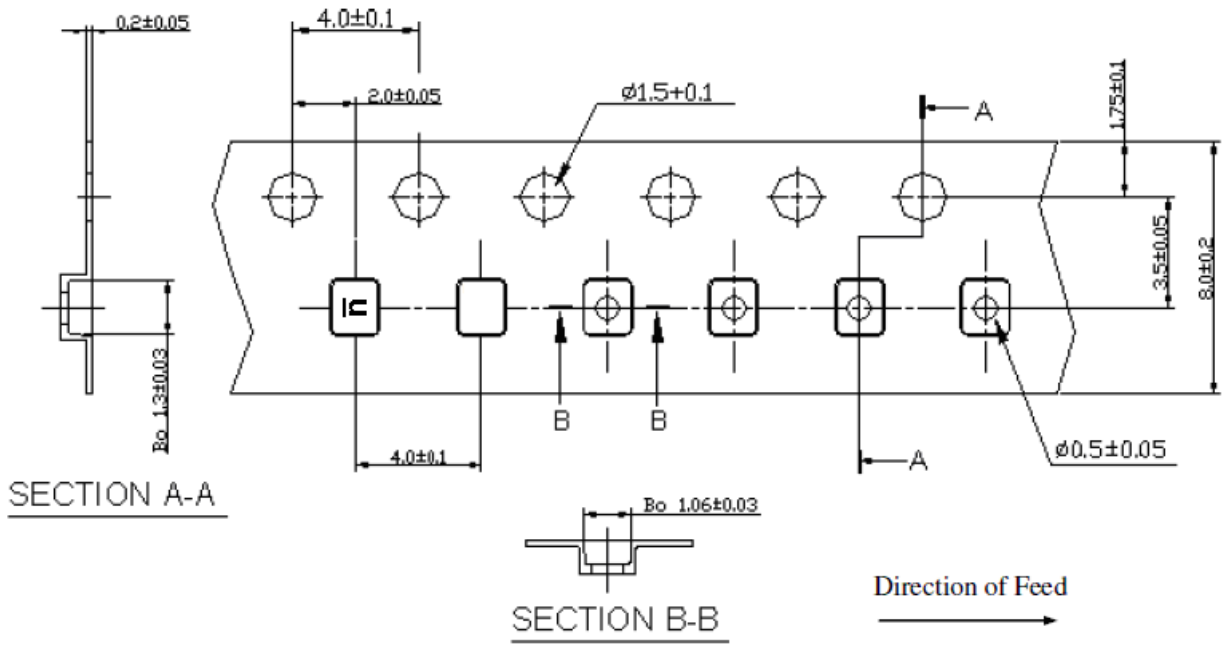 0.2±0.05
4.0±0.1
2.0±0.05
Ø1.5+0.1
A
1.75±0.1
3.5±0.05
8.0±0.2
Bo 1.3±0.03
B
B
4.0±0.1
A
Ø0.5±0.05
SECTION A-A
Bo 1.06±0.03
Direction of Feed
SECTION B-B